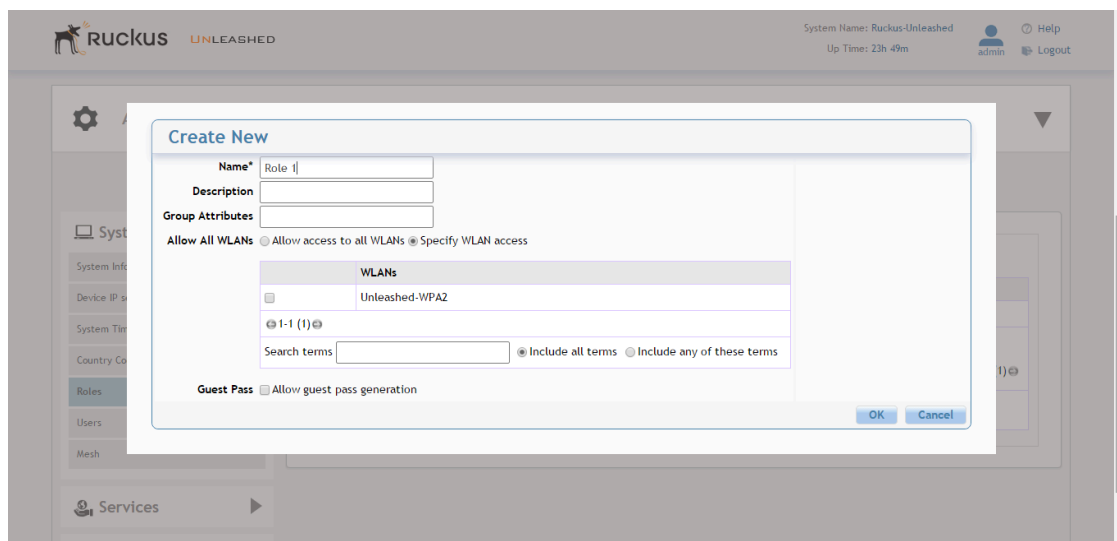 RUCKUS UNLEASHED
System Name: Ruckus-Unleashed
Up Time: 23h 49m
admin
Help
Logout
Create New
Name* Role 1
Description
Group Attributes
Allow All WLANs Allow access to all WLANs Specify WLAN access
WLANs
Unleashed-WPA2
1-1 (1)
Search terms Include all terms Include any of these terms
Guest Pass Allow guest pass generation
OK Cancel
Syst
System Info
Device IP s
System Tim
Country Co
Roles
1)
Users
Mesh
Services